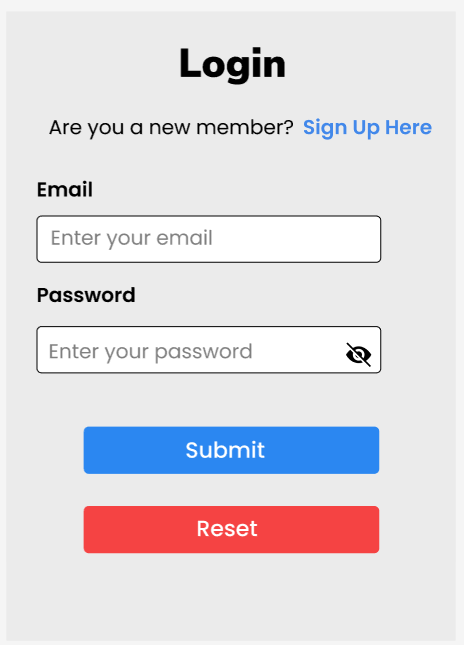 Login
Are you a new member? Sign Up Here
Email
Enter your email
Password
Enter your password
Submit
Reset